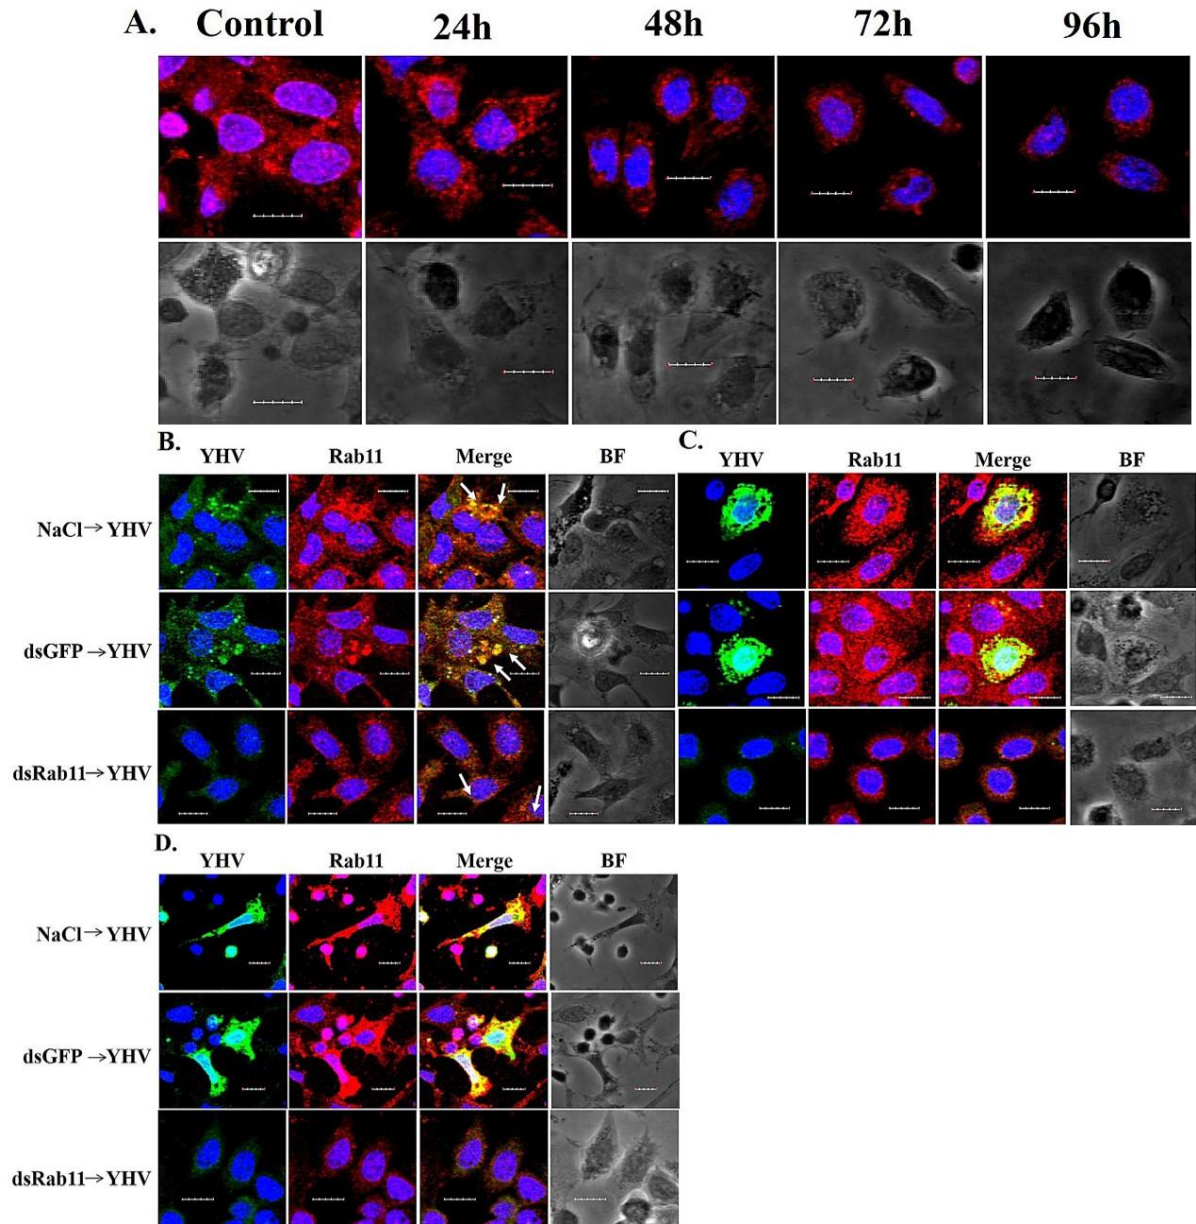 A. Control 24h 48h 72h 96h
B.
YHV Rab11 Merge BF
NaCl→YHV
dsGFP→YHV
dsRab11→YHV
C.
YHV Rab11 Merge BF
D.
YHV Rab11 Merge BF
NaCl→YHV
dsGFP→YHV
dsRab11→YHV